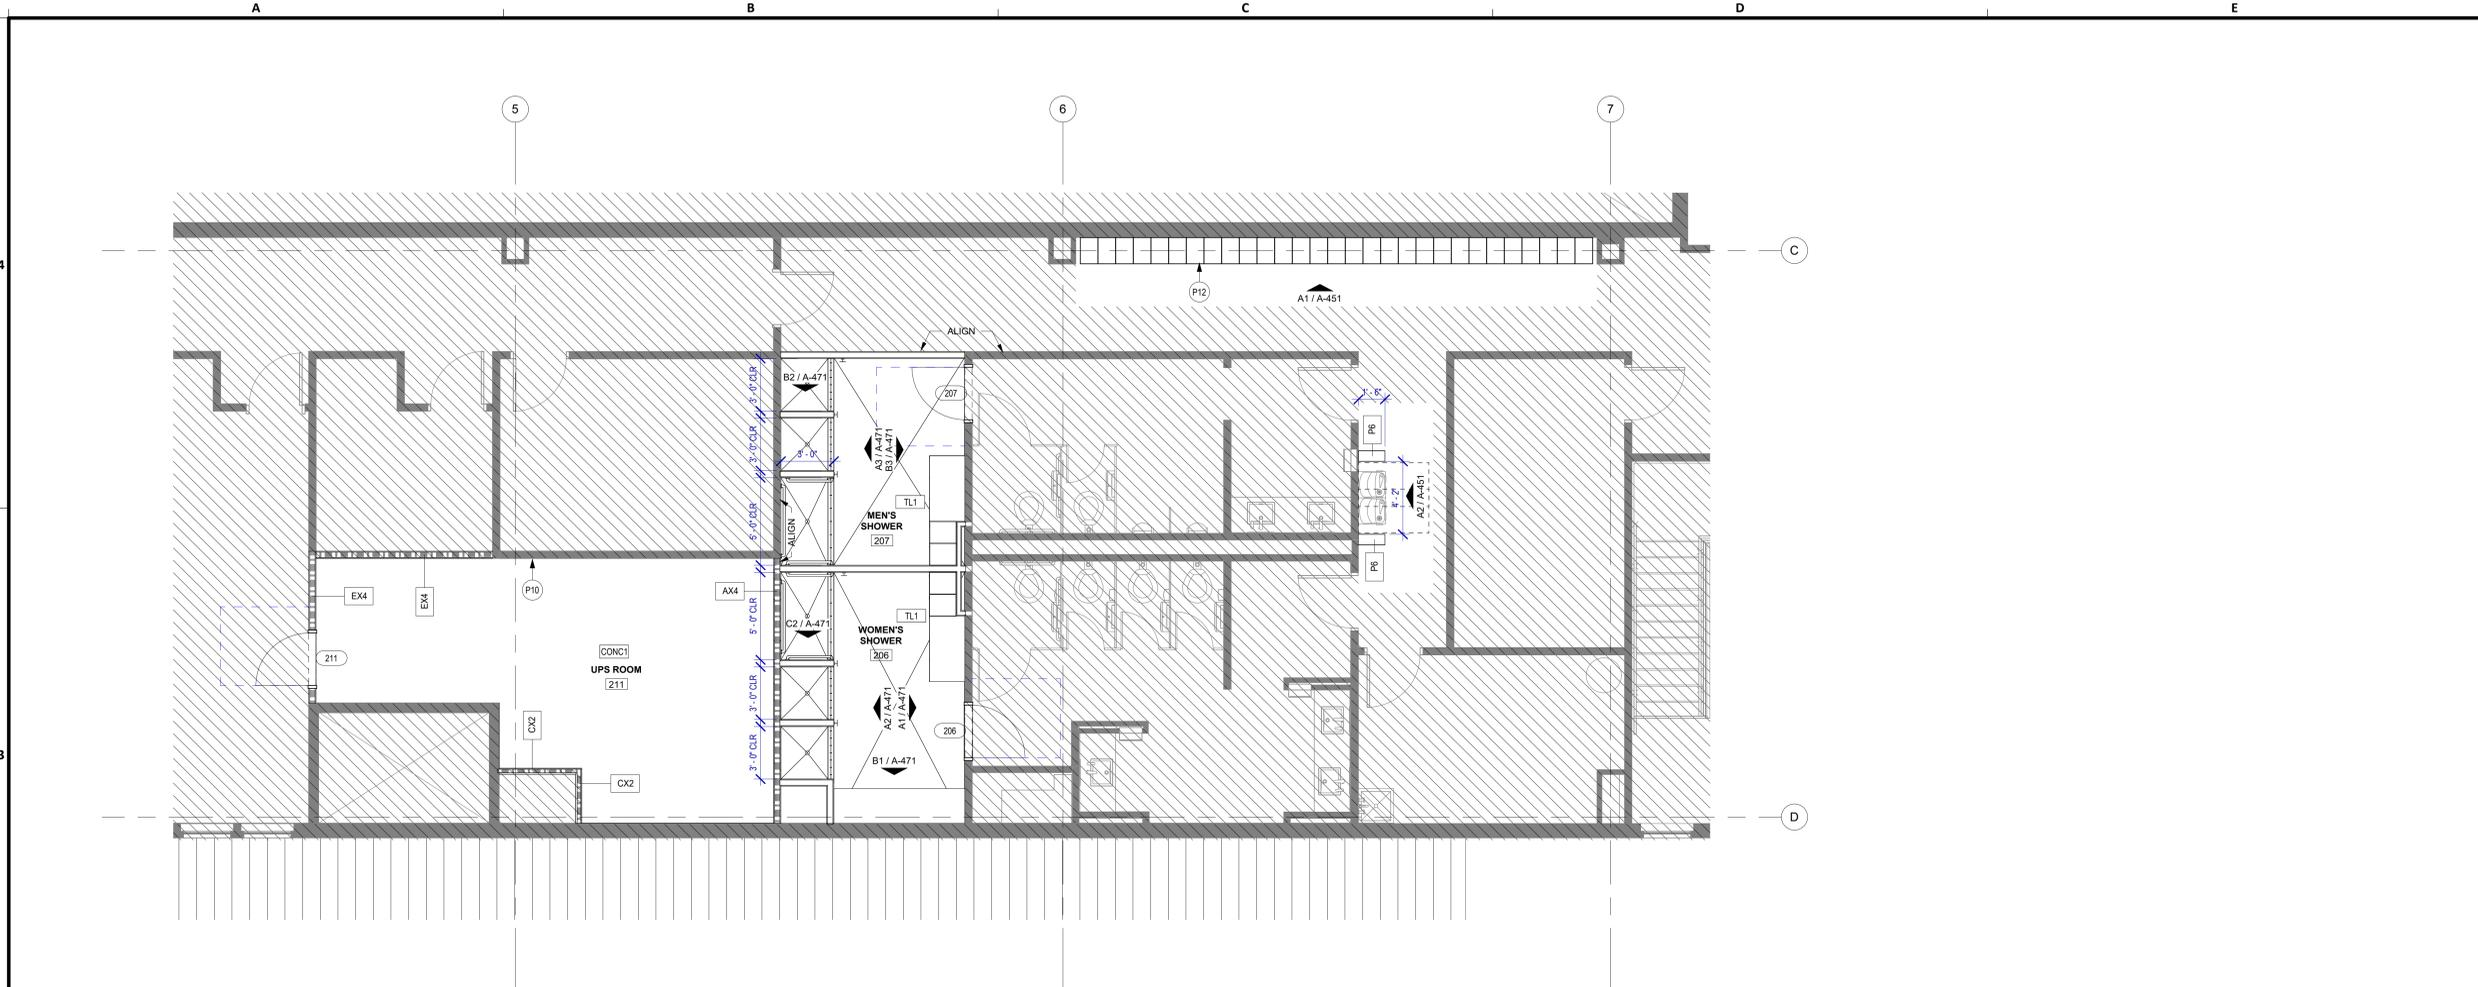 A
B
C
D
E
5
6
7
4
C
P12
A1 / A-451
ALIGN
3' - 0" CLR
B2 / A-471
207
1' - 6"
P6
3' - 0" CLR
3' - 0"
A3 / A-471
B3 / A-471
TL1
MEN'S
SHOWER
207
5' - 0" CLR
ALIGN
4' - 2"
A2 / A-451
P6
EX4
EX4
P10
AX4
5' - 0" CLR
C2 / A-471
TL1
WOMEN'S
SHOWER
206
211
CONC1
UPS ROOM
211
3' - 0" CLR
A2 / A-471
A1 / A-471
206
CX2
CX2
3' - 0" CLR
B1 / A-471
D